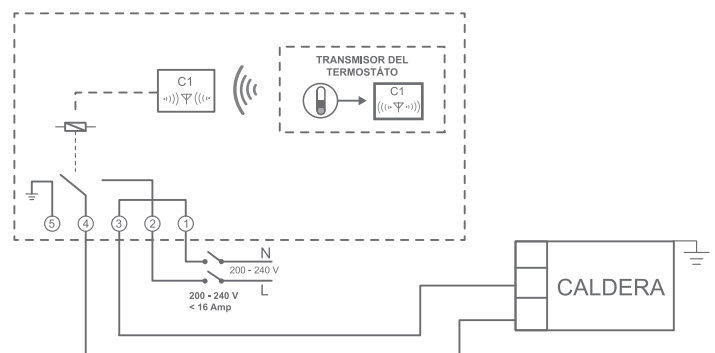 TRANSMISOR DEL
TERMOSTÁTO
C1
C1
5
4
3
2
1
N
200 - 240 V
L
200 - 240 V
< 16 Amp
CALDERA